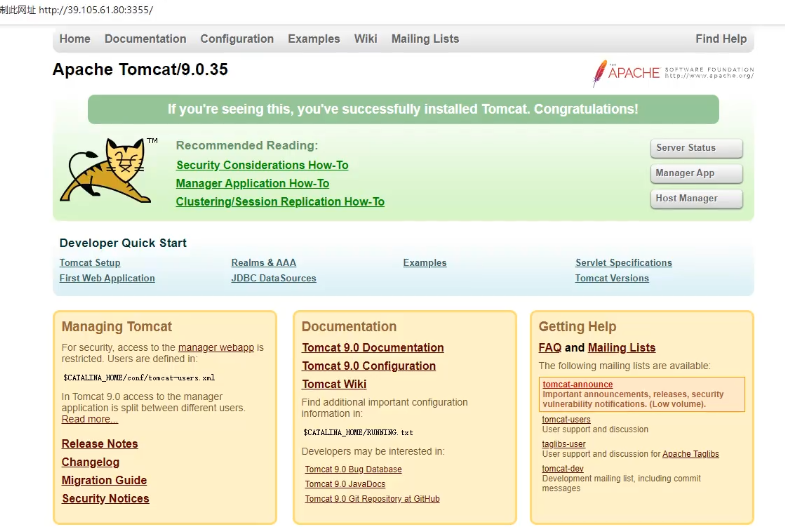 制此网址 http://39.105.61.80:3355/
Home Documentation Configuration Examples Wiki Mailing Lists Find Help
Apache Tomcat/9.0.35
THE
APACHE SOFTWARE FOUNDATION
http://www.apache.org/
If you're seeing this, you've successfully installed Tomcat. Congratulations!
TM
Recommended Reading:
Security Considerations How-To
Manager Application How-To
Clustering/Session Replication How-To
Server Status
Manager App
Host Manager
Developer Quick Start
Tomcat Setup
First Web Application
Realms & AAA
JDBC DataSources
Examples
Servlet Specifications
Tomcat Versions
Managing Tomcat
For security, access to the manager webapp is
restricted. Users are defined in:
$CATALINA_HOME/conf/tomcat-users.xml
In Tomcat 9.0 access to the manager
application is split between different users.
Read more...
Release Notes
Changelog
Migration Guide
Security Notices
Documentation
Tomcat 9.0 Documentation
Tomcat 9.0 Configuration
Tomcat Wiki
Find additional important configuration
information in:
$CATALINA_HOME/RUNNING.txt
Developers may be interested in:
Tomcat 9.0 Bug Database
Tomcat 9.0 JavaDocs
Tomcat 9.0 Git Repository at GitHub
Getting Help
FAQ and Mailing Lists
The following mailing lists are available:
tomcat-announce
Important announcements, releases, security
vulnerability notifications. (Low volume).
tomcat-users
User support and discussion
taglibs-user
User support and discussion for Apache Taglibs
tomcat-dev
Development mailing list, including commit
messages